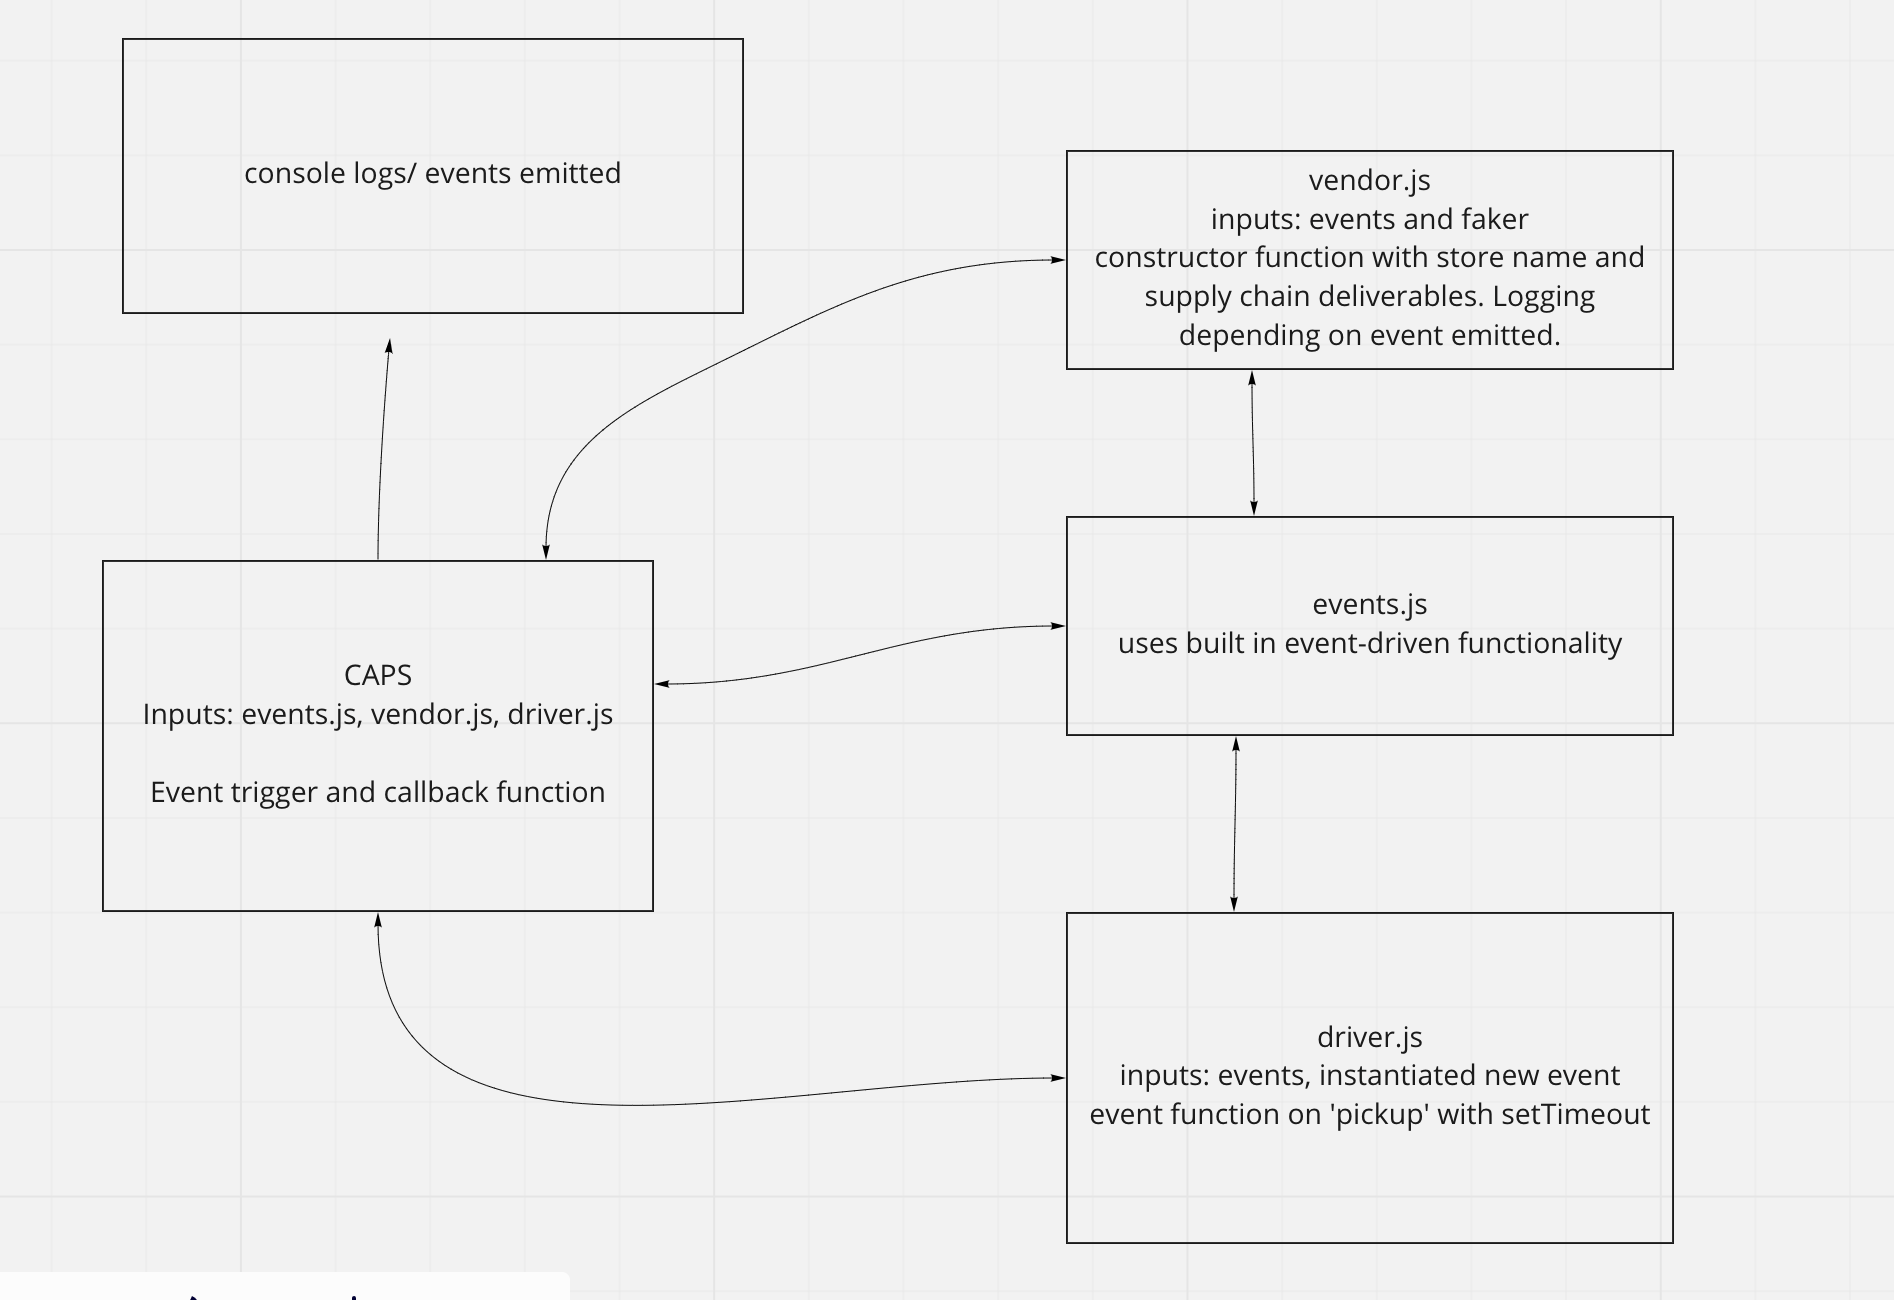 console logs/ events emitted
vendor.js
inputs: events and faker
constructor function with store name and
supply chain deliverables. Logging
depending on event emitted.
events.js
uses built in event-driven functionality
CAPS
Inputs: events.js, vendor.js, driver.js
Event trigger and callback function
driver.js
inputs: events, instantiated new event
event function on 'pickup' with setTimeout